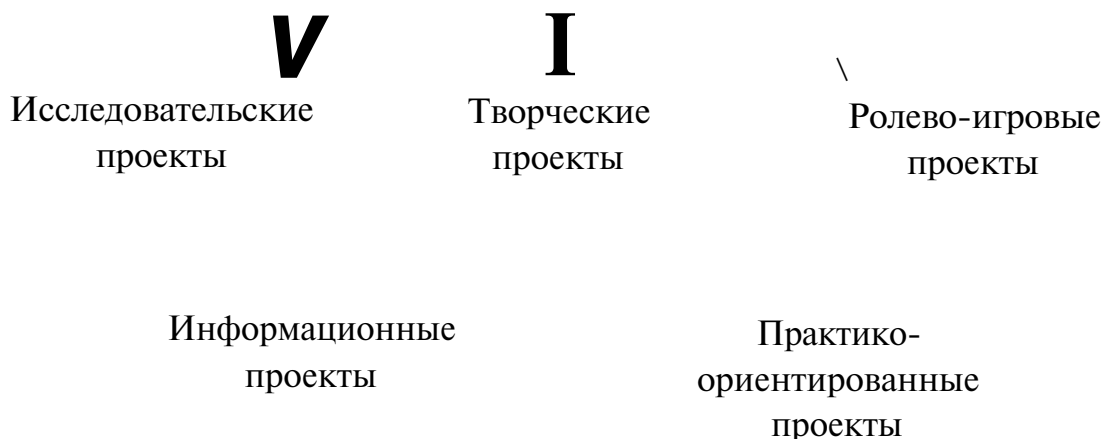 V I \
Исследовательские
проекты
Творческие
проекты
Ролево-игровые
проекты
Информационные
проекты
Практико-
ориентированные
проекты